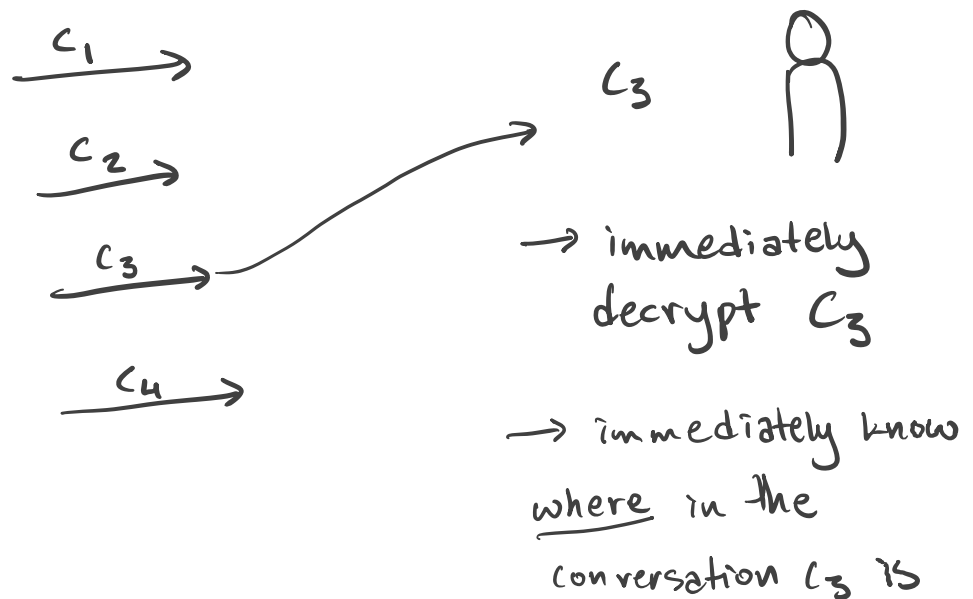 C1
C2
C3
C4
C3
→ immediately
decrypt C3
→ immediately know
where in the
conversation C3 is